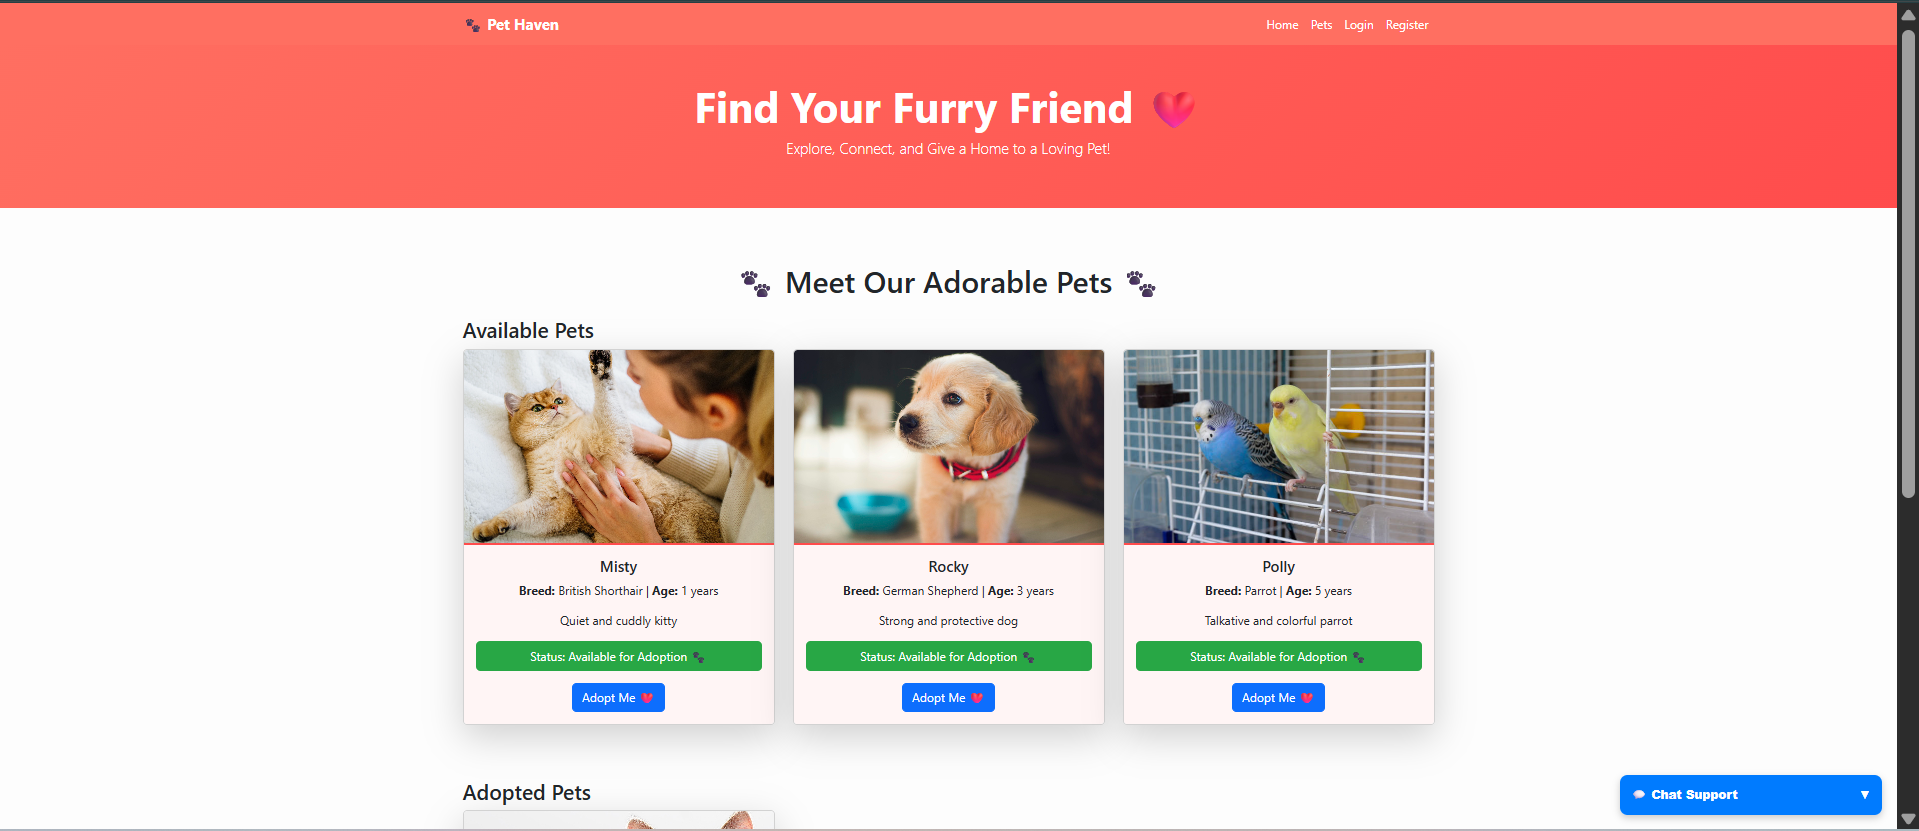 🐾 Pet Haven
Home Pets Login Register
Find Your Furry Friend 💗
Explore, Connect, and Give a Home to a Loving Pet!
🐾 Meet Our Adorable Pets 🐾
Available Pets
Misty
Breed: British Shorthair | Age: 1 years
Quiet and cuddly kitty
Status: Available for Adoption 🐾
Adopt Me 💗
Rocky
Breed: German Shepherd | Age: 3 years
Strong and protective dog
Status: Available for Adoption 🐾
Adopt Me 💗
Polly
Breed: Parrot | Age: 5 years
Talkative and colorful parrot
Status: Available for Adoption 🐾
Adopt Me 💗
Adopted Pets
💬 Chat Support ▼